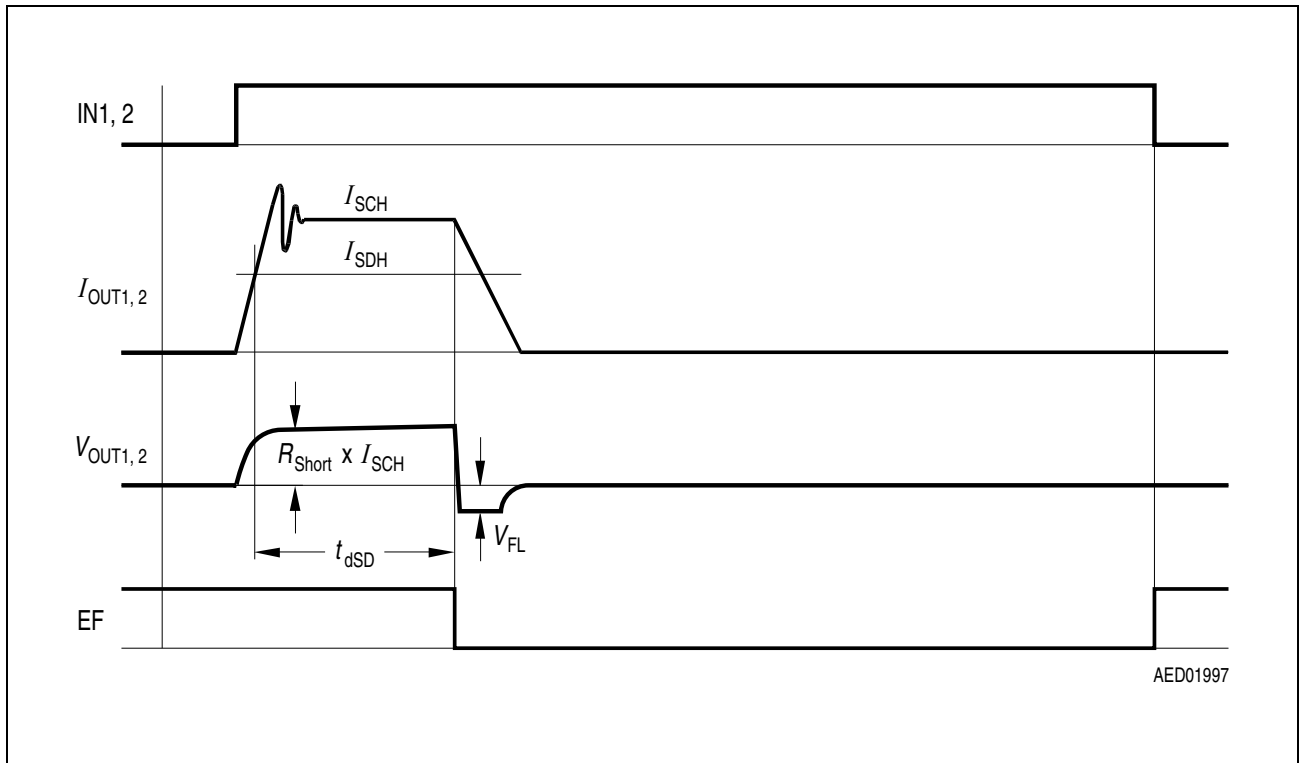 IN1, 2
I_SCH
I_SDH
I_OUT1, 2
V_OUT1, 2
R_Short x I_SCH
V_FL
t_dSD
EF
AED01997